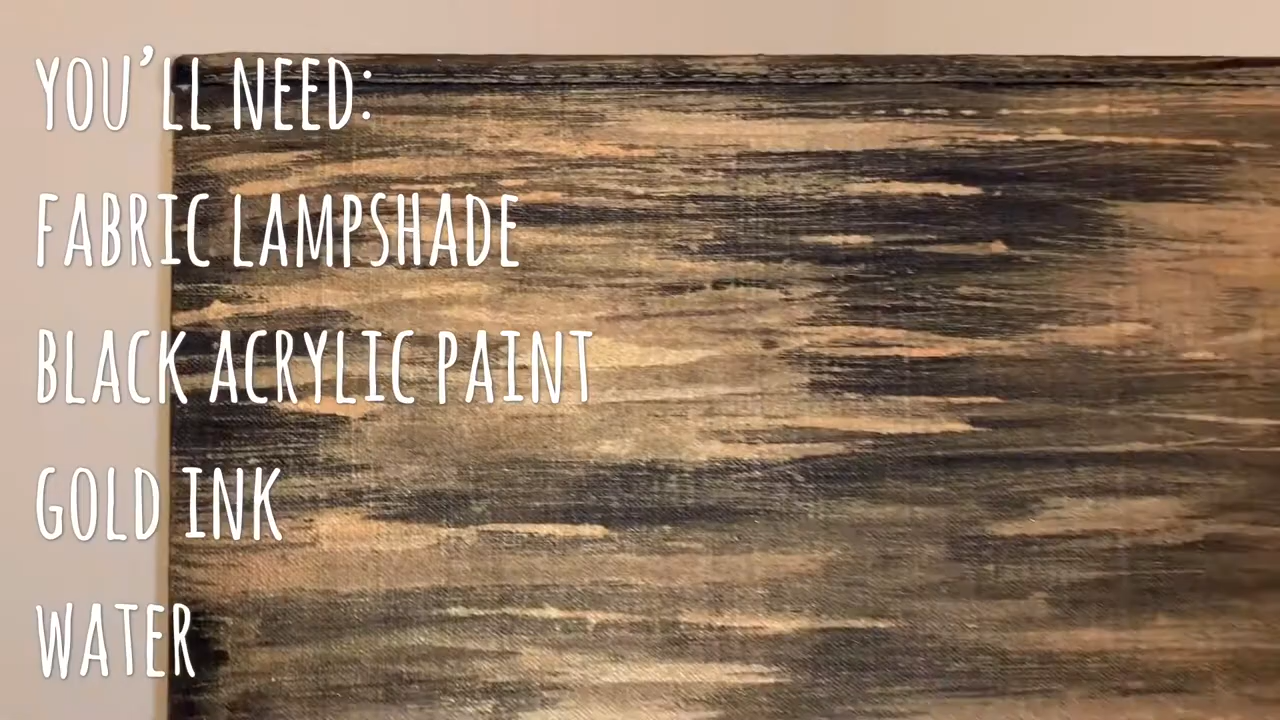 YOU'LL NEED:
FABRIC LAMPSHADE
BLACK ACRYLIC PAINT
GOLD INK
WATER